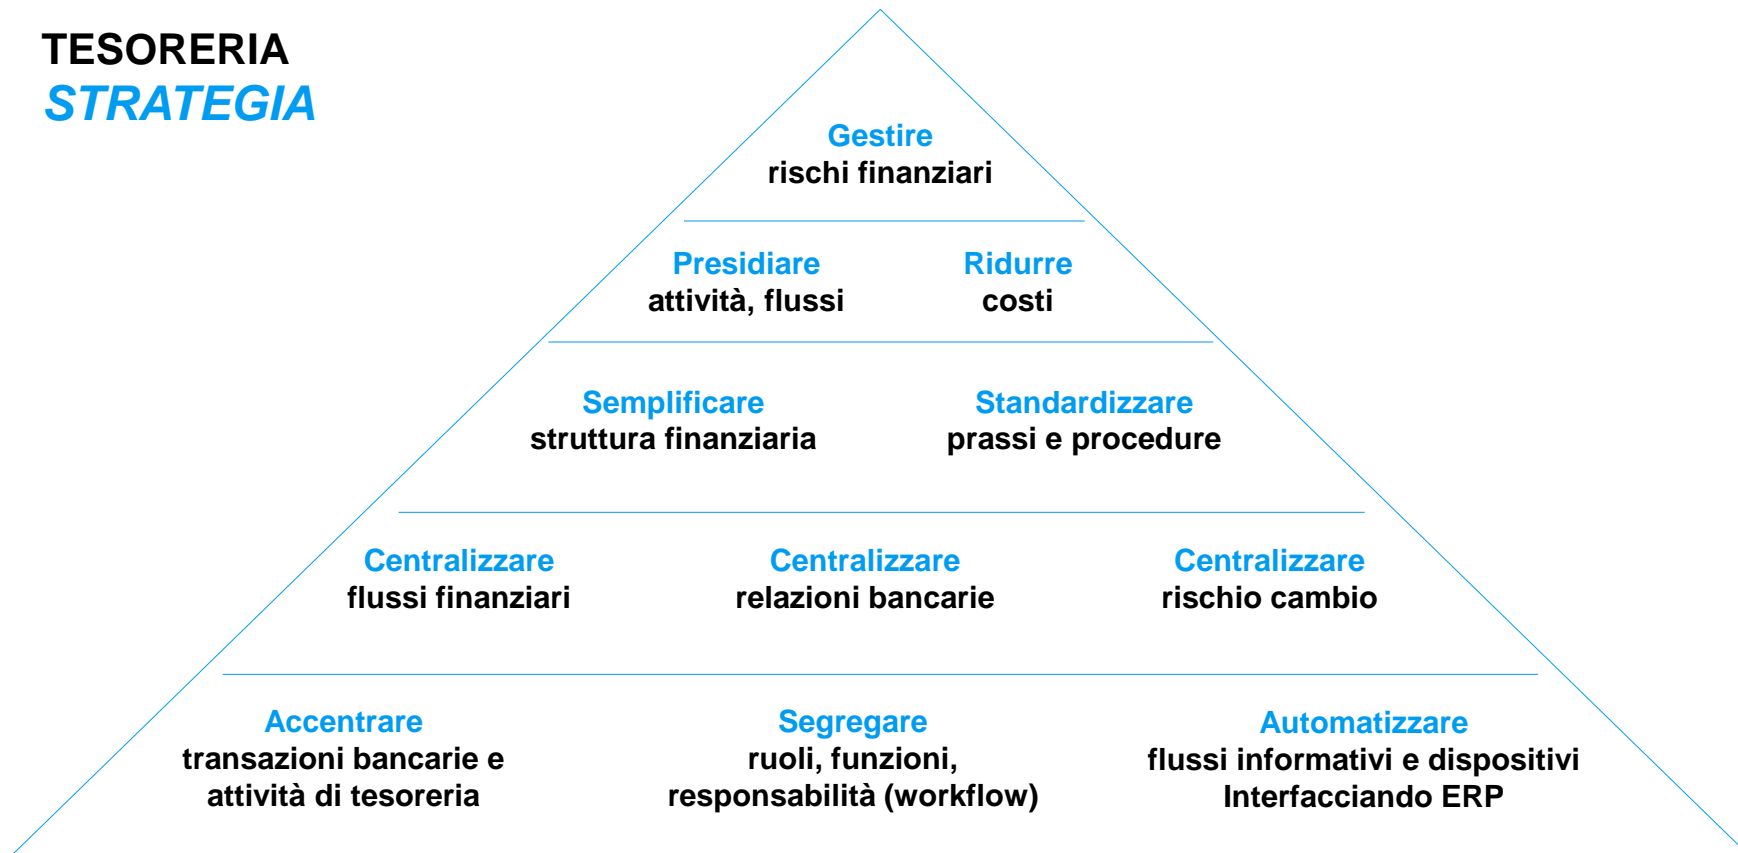 TESORERIA
STRATEGIA
Gestire
rischi finanziari
Presidiare
attività, flussi
Ridurre
costi
Semplificare
struttura finanziaria
Standardizzare
prassi e procedure
Centralizzare
flussi finanziari
Centralizzare
relazioni bancarie
Centralizzare
rischio cambio
Accentrare
transazioni bancarie e
attività di tesoreria
Segregare
ruoli, funzioni,
responsabilità (workflow)
Automatizzare
flussi informativi e dispositivi
Interfacciando ERP